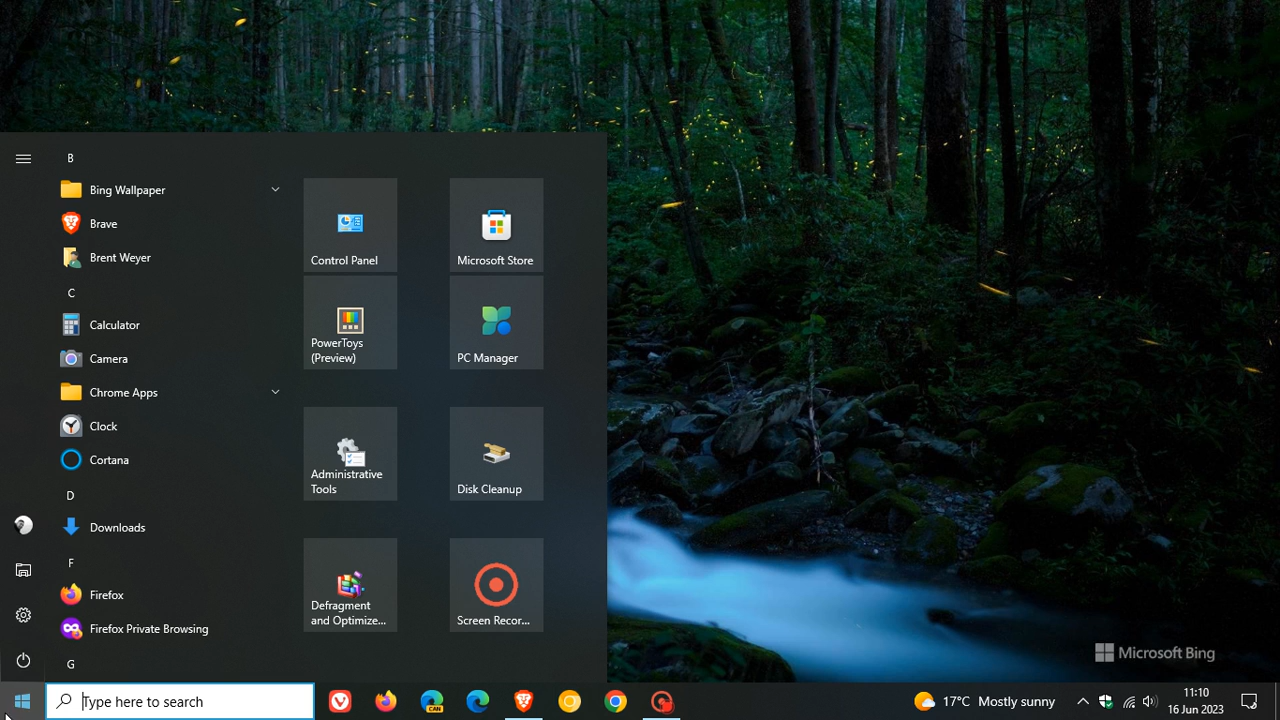 B
Bing Wallpaper
Brave
Brent Weyer
C
Calculator
Camera
Chrome Apps
Clock
Cortana
D
Downloads
F
Firefox
Firefox Private Browsing
G
Control Panel
Microsoft Store
PowerToys
(Preview)
PC Manager
Administrative
Tools
Disk Cleanup
Defragment
and Optimize...
Screen Recor...
Microsoft Bing
Type here to search
CAN
17°C Mostly sunny
11:10
16 Jun 2023